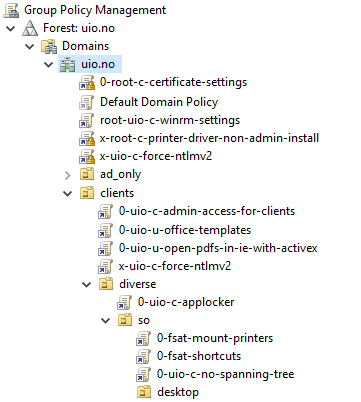 Group Policy Management
Forest: uio.no
Domains
uio.no
0-root-c-certificate-settings
Default Domain Policy
root-uio-c-winrm-settings
x-root-c-printer-driver-non-admin-install
x-uio-c-force-ntlmv2
ad_only
clients
0-uio-c-admin-access-for-clients
0-uio-u-office-templates
0-uio-u-open-pdfs-in-ie-with-activex
x-uio-c-force-ntlmv2
diverse
0-uio-c-applocker
so
0-fsat-mount-printers
0-fsat-shortcuts
0-uio-c-no-spanning-tree
desktop